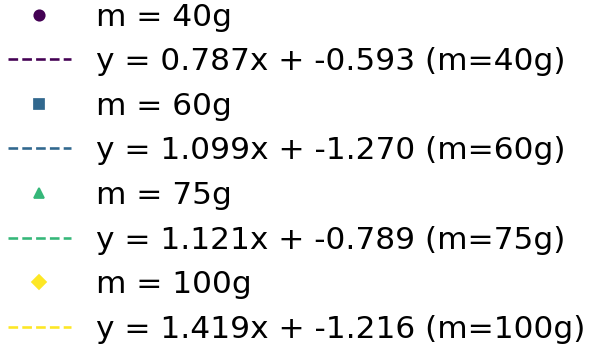 m = 40g
y = 0.787x + -0.593 (m=40g)
m = 60g
y = 1.099x + -1.270 (m=60g)
m = 75g
y = 1.121x + -0.789 (m=75g)
m = 100g
y = 1.419x + -1.216 (m=100g)